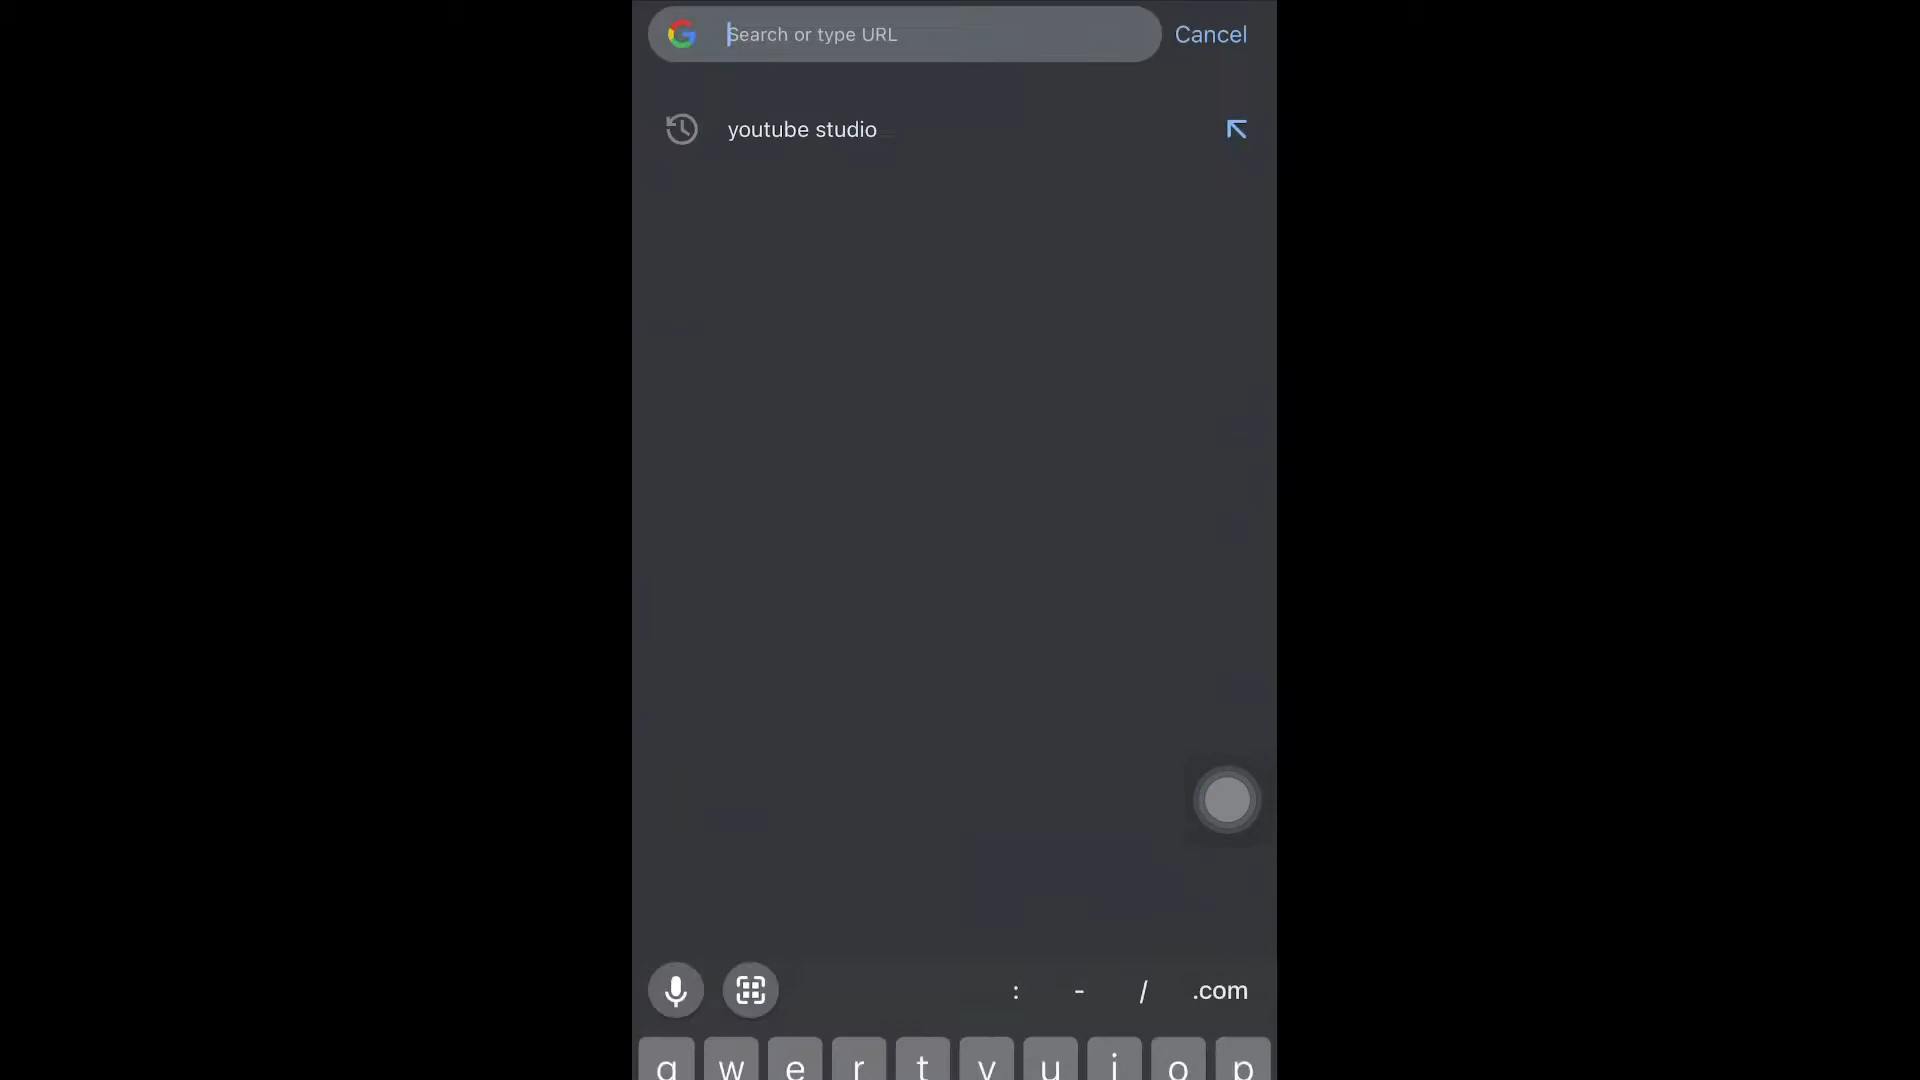 Search or type URL Cancel
youtube studio
: - / .com
q w e r t y u i o p